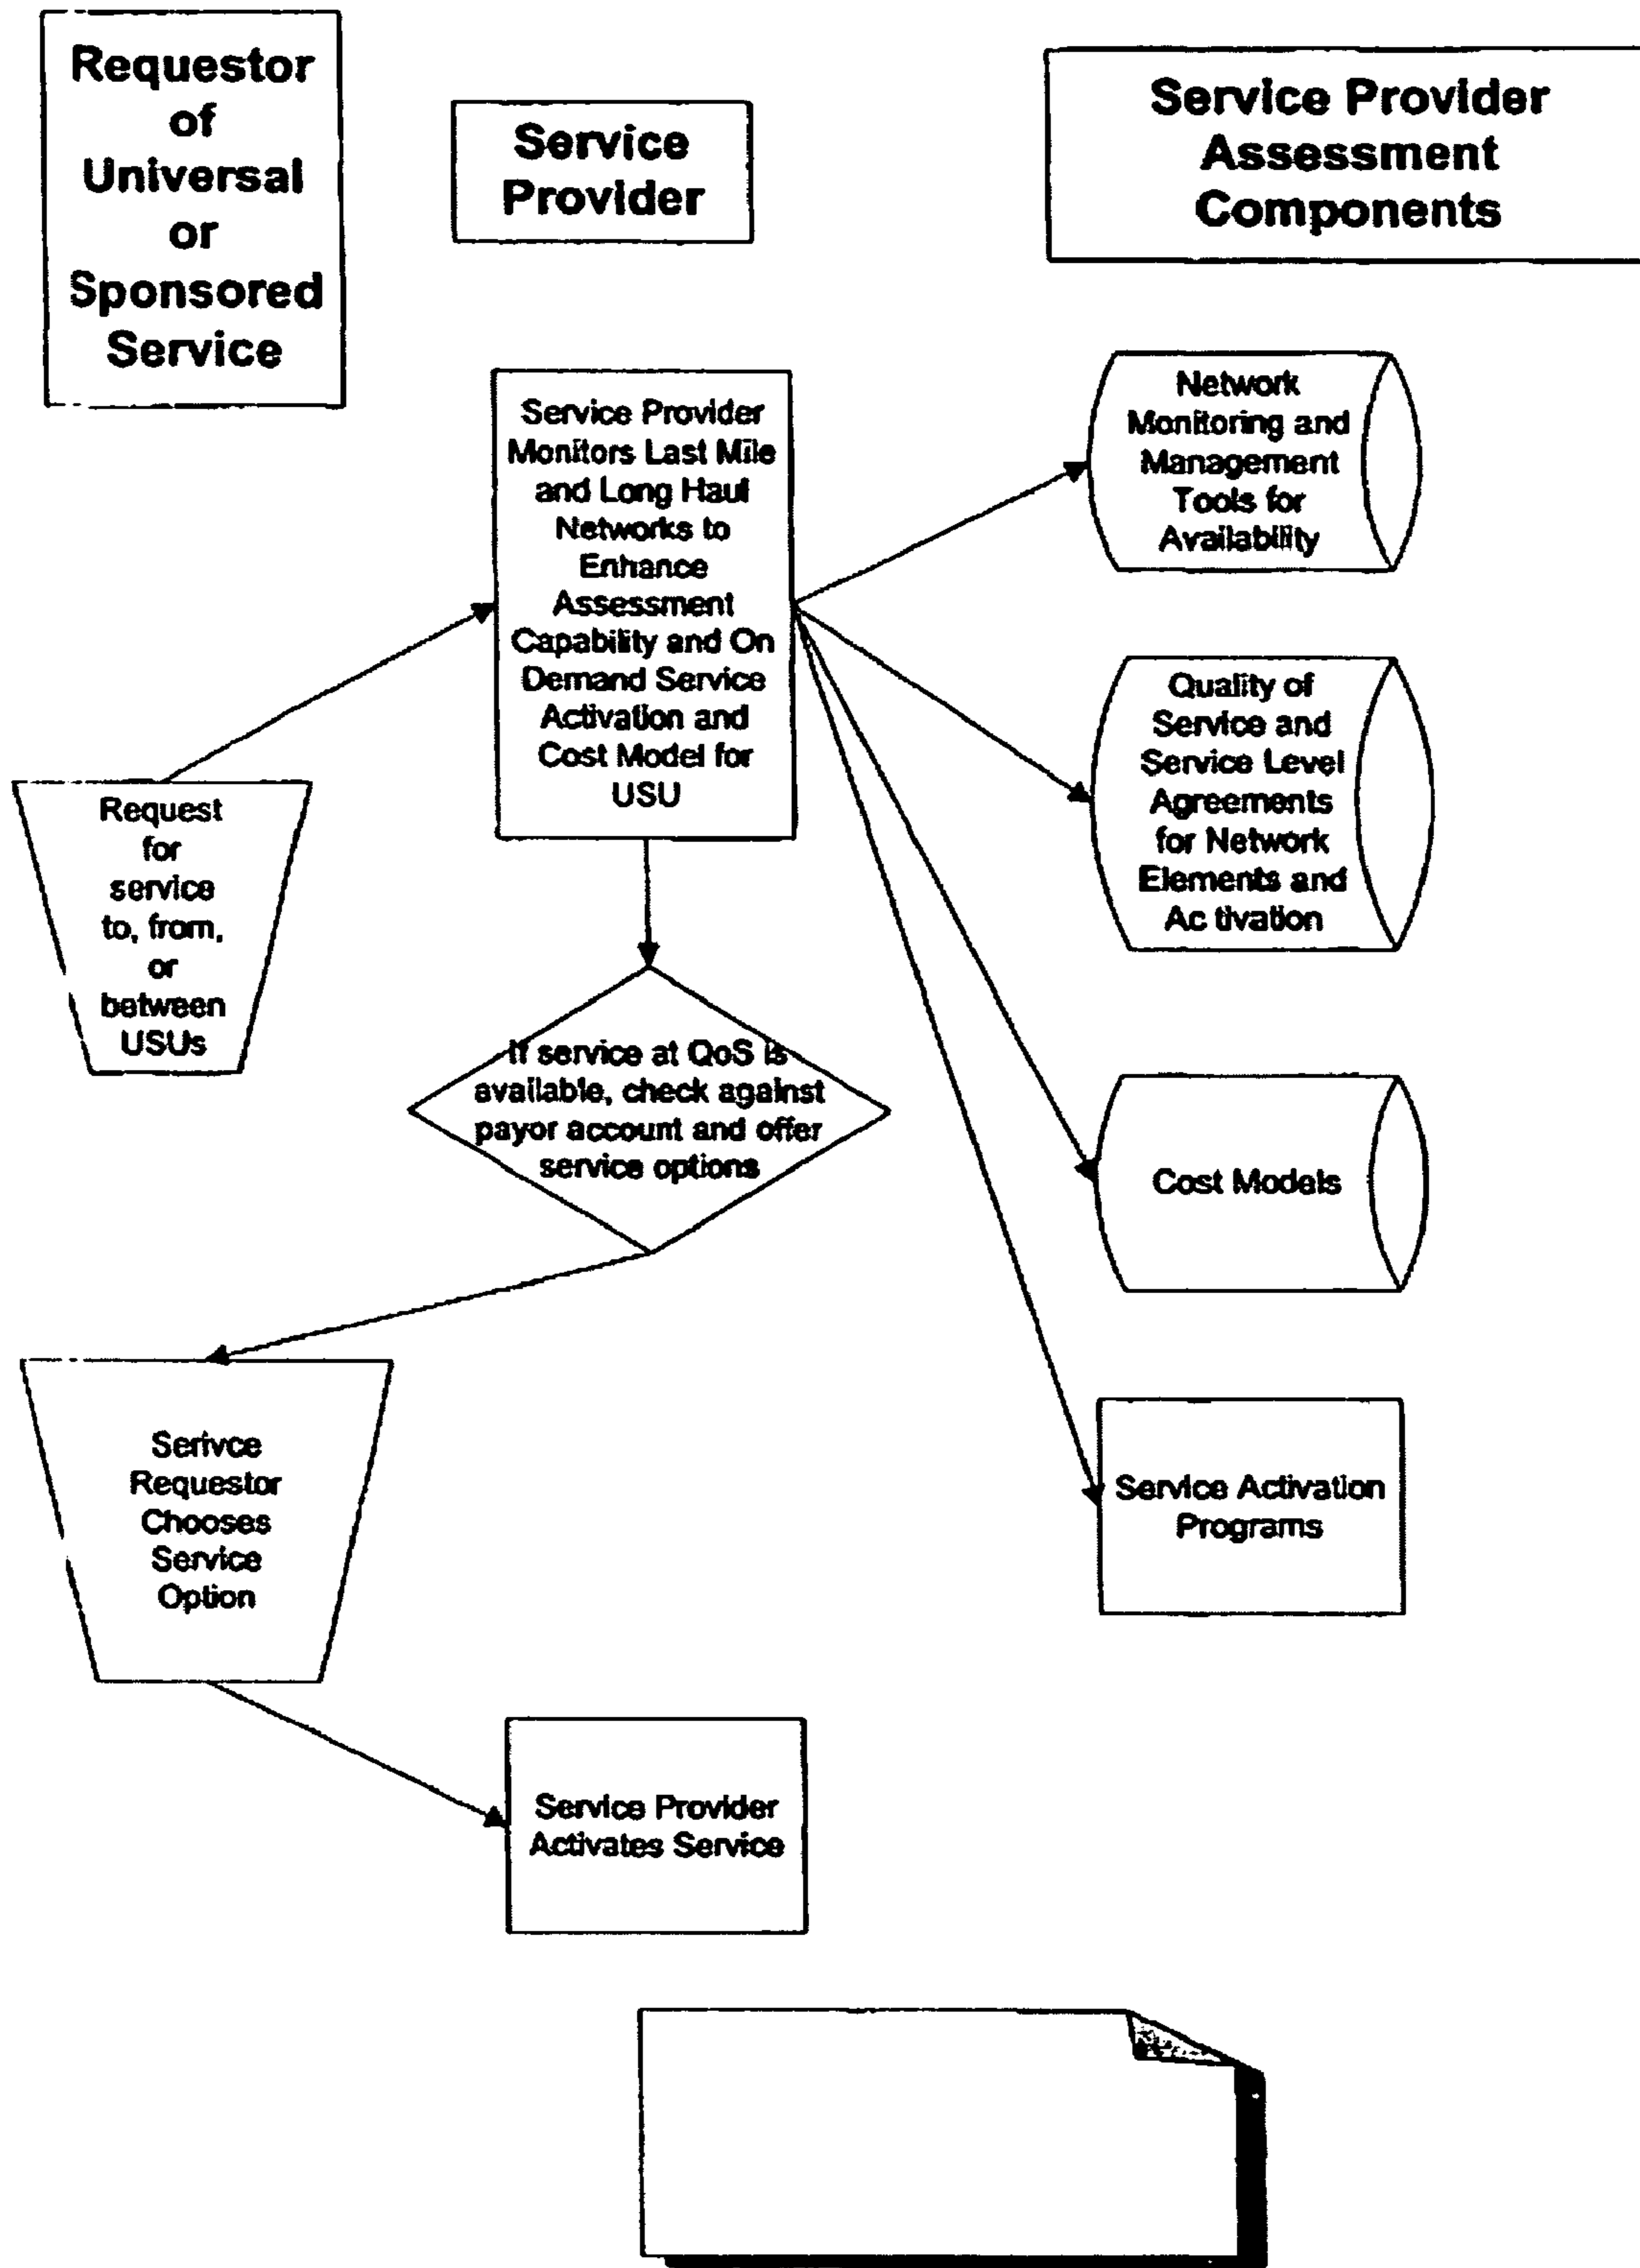 Requestor
of
Universal
or
Sponsored
Service
Service
Provider
Service Provider
Assessment
Components
Service Provider
Monitors Last Mile
and Long Haul
Networks to
Enhance
Assessment
Capability and On
Demand Service
Activation and
Cost Model for
USU
Network
Monitoring and
Management
Tools for
Availability
Quality of
Service and
Service Level
Agreements
for Network
Elements and
Ac tivation
Request
for
service
to, from,
or
between
USUs
If service at QoS is
available, check against
payor account and offer
service options
Cost Models
Serivce
Requestor
Chooses
Service
Option
Service Activation
Programs
Service Provider
Activates Service